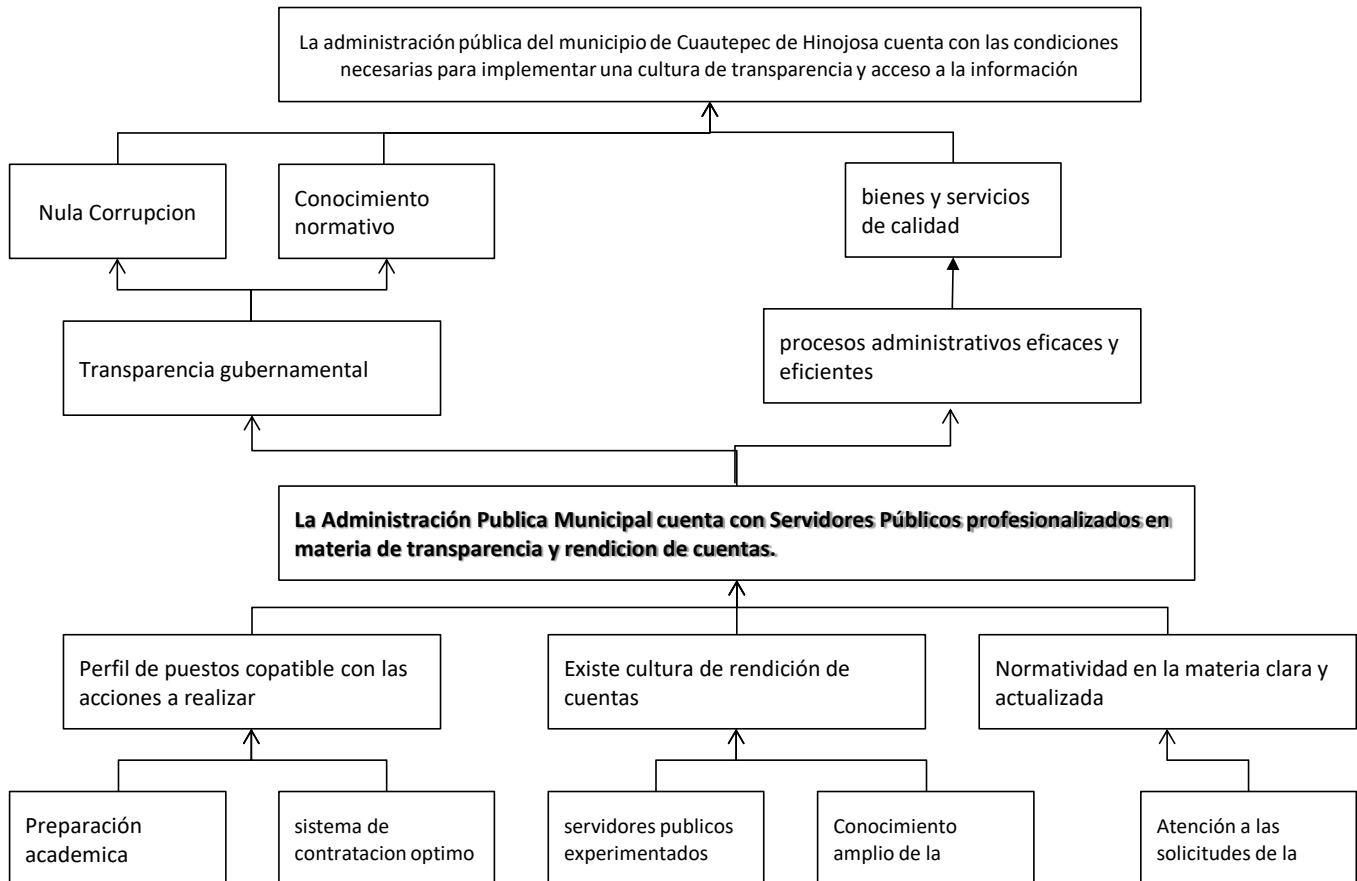 La administración pública del municipio de Cuautepec de Hinojosa cuenta con las condiciones
necesarias para implementar una cultura de transparencia y acceso a la información
Nula Corrupcion
Conocimiento
normativo
bienes y servicios
de calidad
Transparencia gubernamental
procesos administrativos eficaces y
eficientes
La Administración Publica Municipal cuenta con Servidores Públicos profesionalizados en
materia de transparencia y rendicion de cuentas.
Perfil de puestos copatible con las
acciones a realizar
Existe cultura de rendición de
cuentas
Normatividad en la materia clara y
actualizada
Preparación
academica
sistema de
contratacion optimo
servidores publicos
experimentados
Conocimiento
amplio de la
Atención a las
solicitudes de la